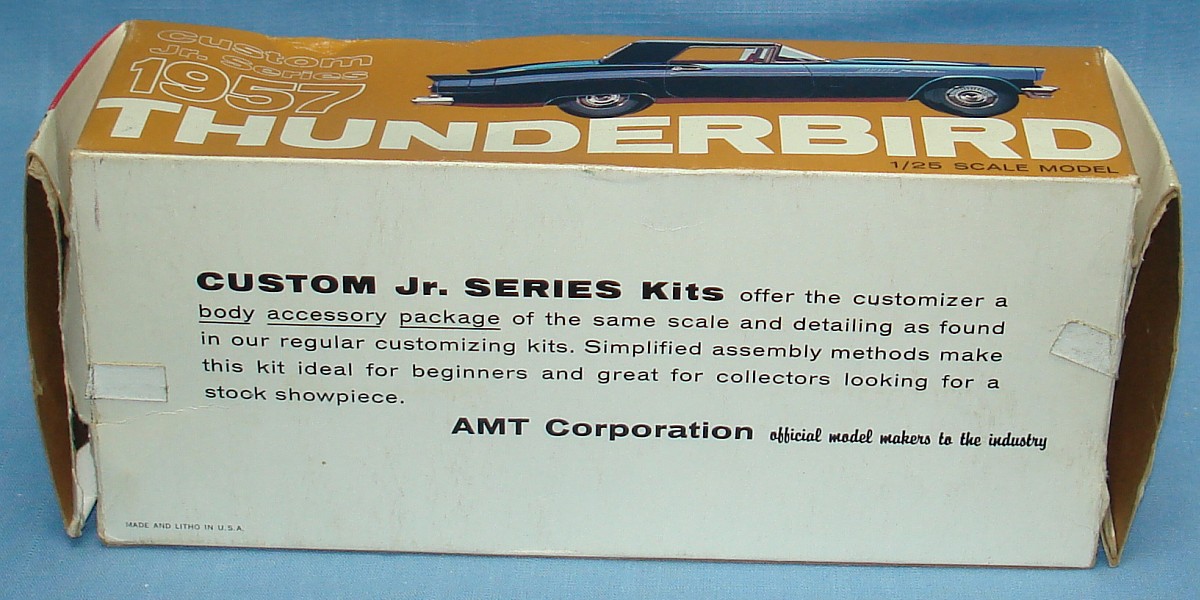 Custom
Jr. Series
1957
THUNDERBIRD
1/25 SCALE MODEL
CUSTOM Jr. SERIES Kits offer the customizer a
body accessory package of the same scale and detailing as found
in our regular customizing kits. Simplified assembly methods make
this kit ideal for beginners and great for collectors looking for a
stock showpiece.
AMT Corporation official model makers to the industry
MADE AND LITHO IN U.S.A.